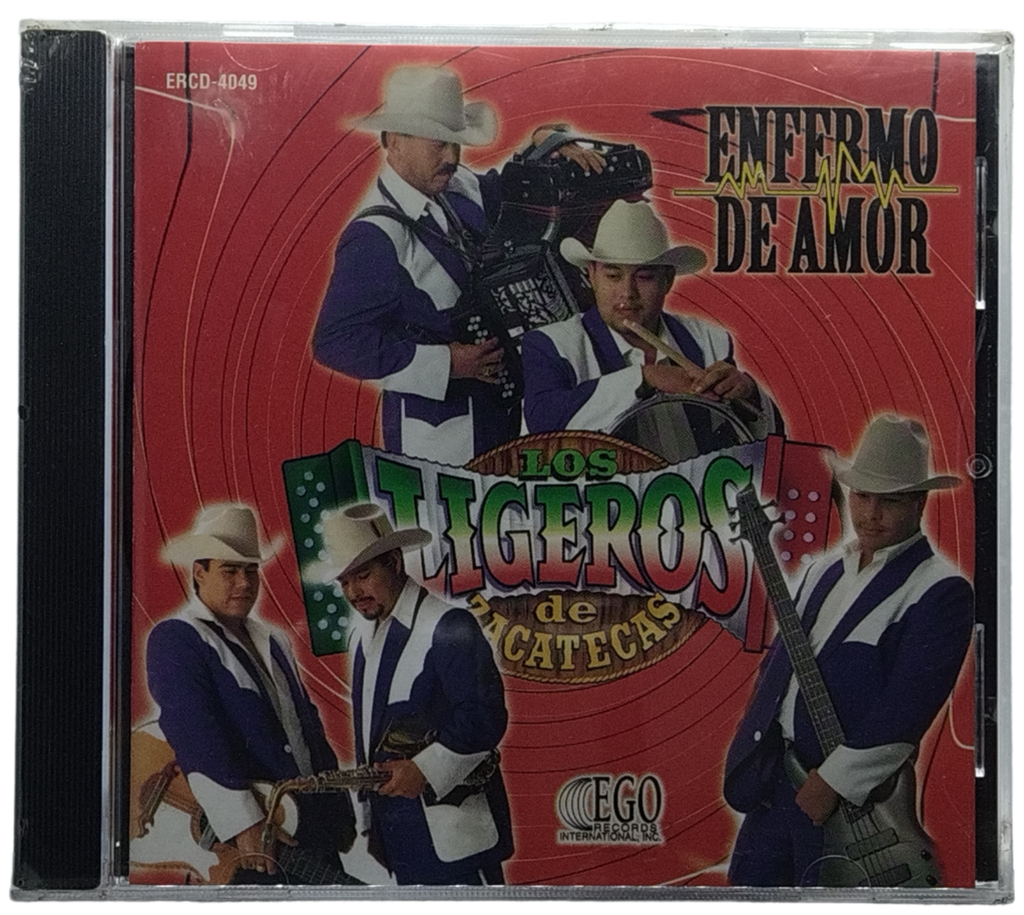 ERCD-4049
ENFERMO
DE AMOR
LOS
LIGEROS
de
ZACATECAS
EGO
RECORDS
INTERNATIONAL, INC.